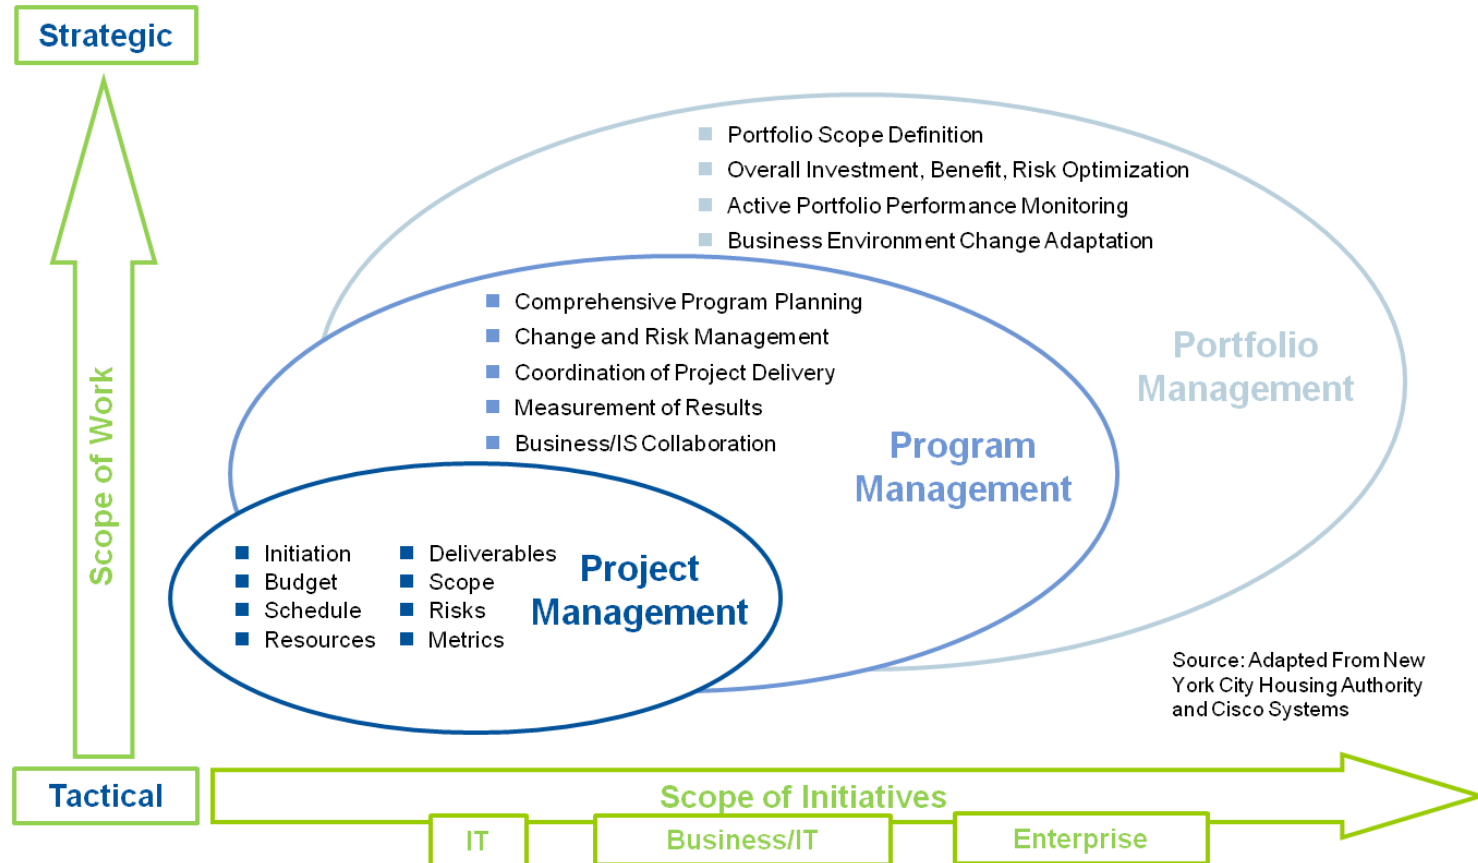 Strategic
Portfolio Scope Definition
Overall Investment, Benefit, Risk Optimization
Active Portfolio Performance Monitoring
Business Environment Change Adaptation
Portfolio
Management
Comprehensive Program Planning
Change and Risk Management
Coordination of Project Delivery
Measurement of Results
Business/IS Collaboration
Program
Management
Scope of Work
Initiation
Budget
Schedule
Resources
Deliverables
Scope
Risks
Metrics
Project
Management
Source: Adapted From New
York City Housing Authority
and Cisco Systems
Tactical
Scope of Initiatives
IT
Business/IT
Enterprise